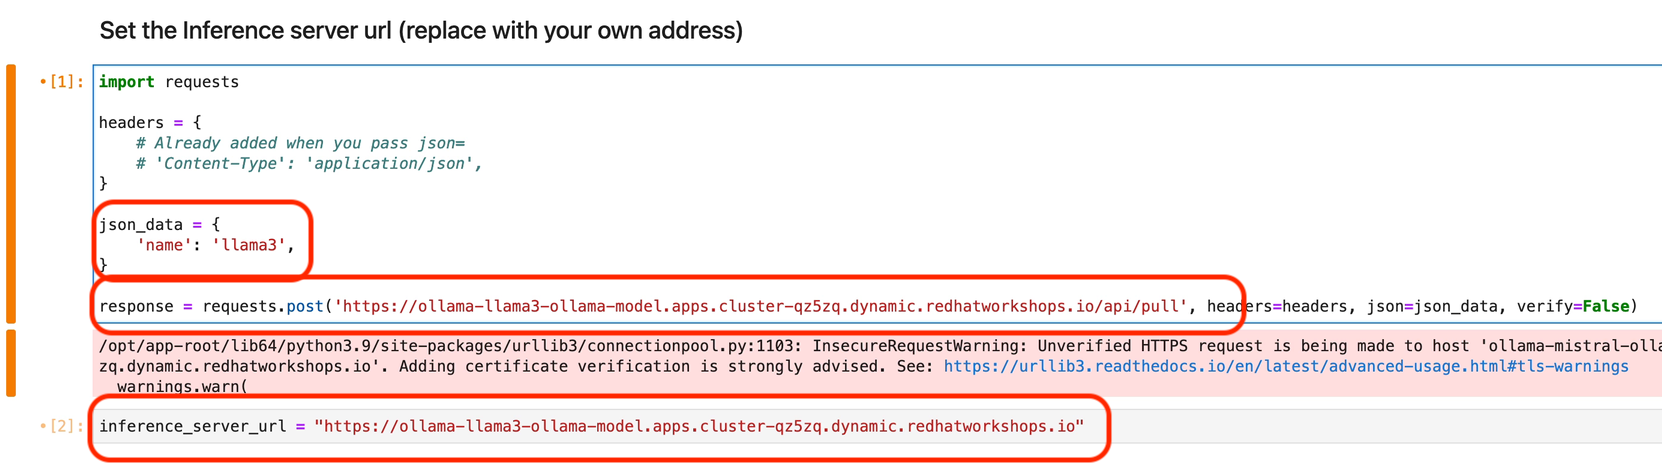 Set the Inference server url (replace with your own address)
•[1]:
import requests
headers = {
# Already added when you pass json=
# 'Content-Type': 'application/json',
}
json_data = {
'name': 'llama3',
}
response = requests.post('https://ollama-llama3-ollama-model.apps.cluster-qz5zq.dynamic.redhatworkshops.io/api/pull', headers=headers, json=json_data, verify=False)
/opt/app-root/lib64/python3.9/site-packages/urllib3/connectionpool.py:1103: InsecureRequestWarning: Unverified HTTPS request is being made to host 'ollama-mistral-olla
zq.dynamic.redhatworkshops.io'. Adding certificate verification is strongly advised. See: https://urllib3.readthedocs.io/en/latest/advanced-usage.html#tls-warnings
warnings.warn(
•[2]:
inference_server_url = "https://ollama-llama3-ollama-model.apps.cluster-qz5zq.dynamic.redhatworkshops.io"